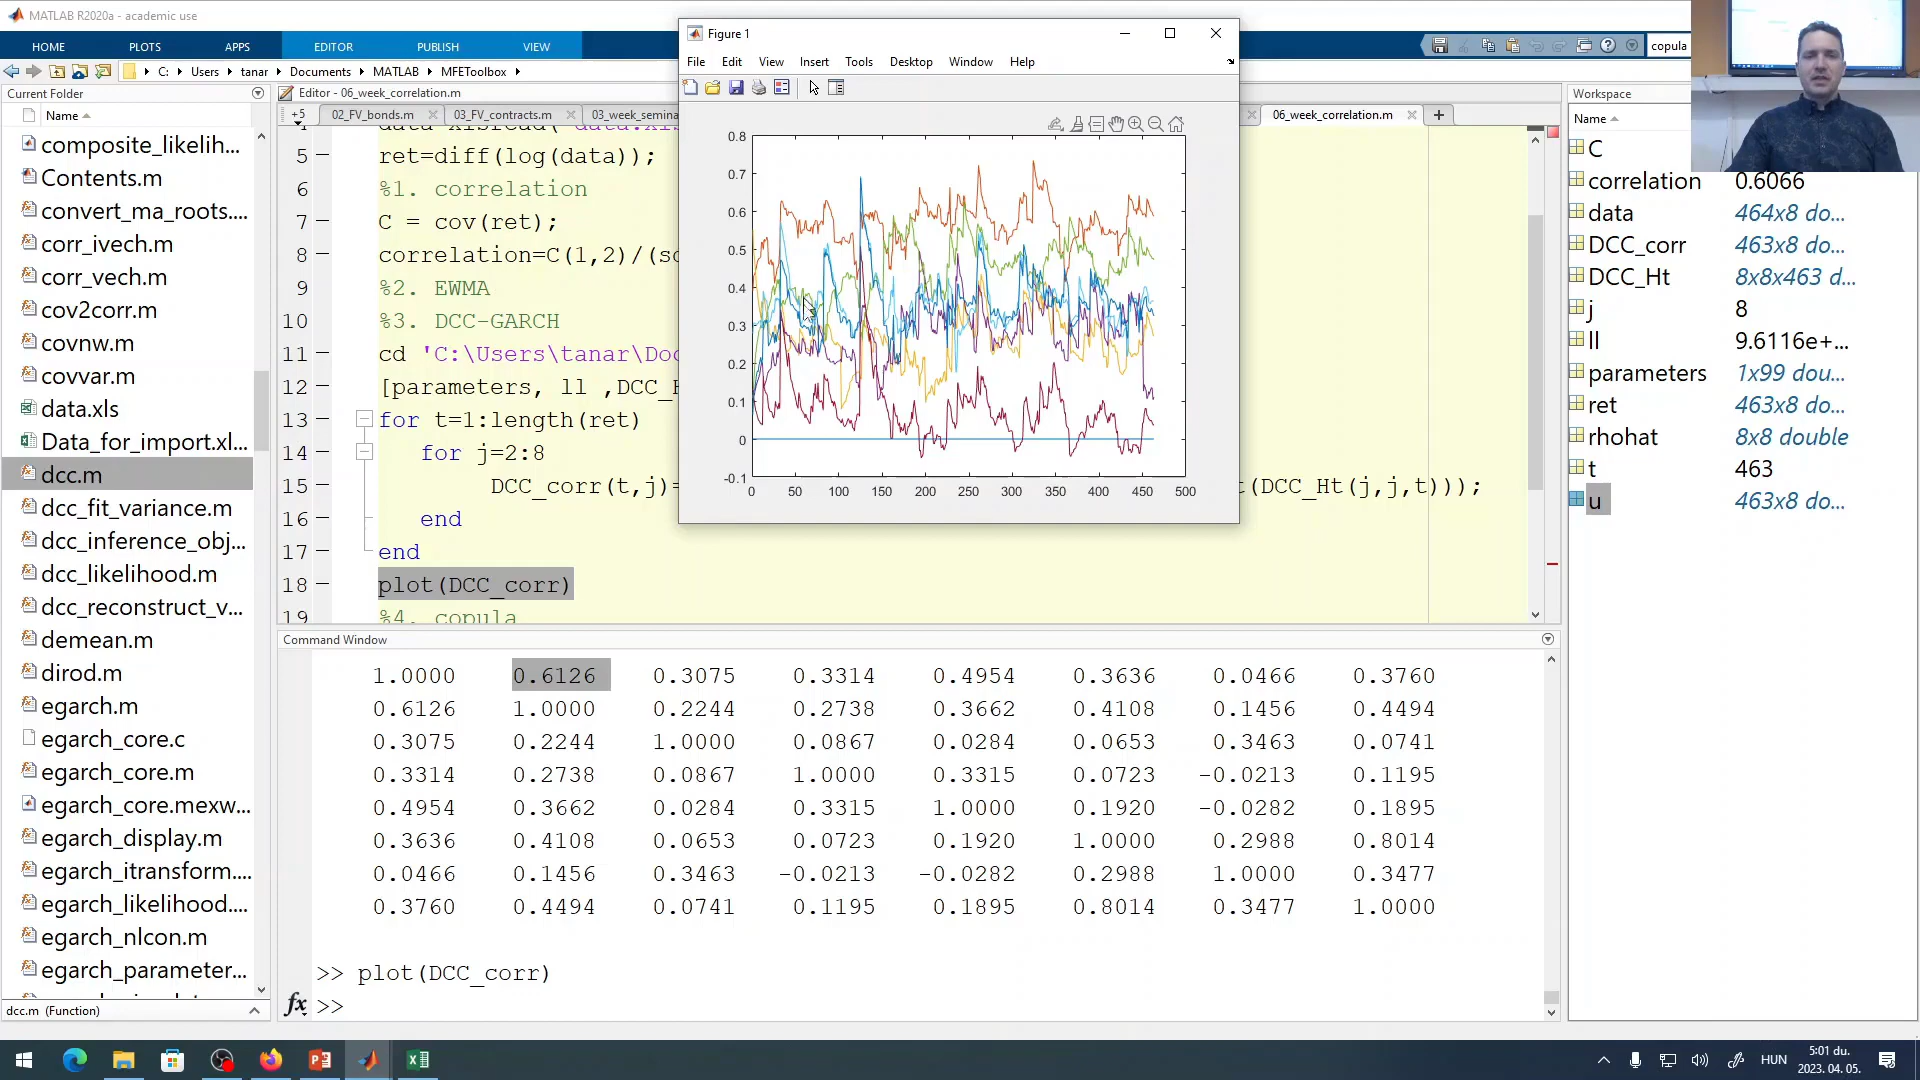 MATLAB R2020a - academic use
HOME PLOTS APPS EDITOR PUBLISH VIEW
copula
C: Users tanar Documents MATLAB MFEToolbox
Current Folder
Name
composite_likelih...
Contents.m
convert_ma_roots....
corr_ivech.m
corr_vech.m
cov2corr.m
covnw.m
covvar.m
data.xls
Data_for_import.xl...
dcc.m
dcc_fit_variance.m
dcc_inference_obj...
dcc_likelihood.m
dcc_reconstruct_v...
demean.m
dirod.m
egarch.m
egarch_core.c
egarch_core.m
egarch_core.mexw...
egarch_display.m
egarch_itransform....
egarch_likelihood....
egarch_nlcon.m
egarch_parameter...
dcc.m (Function)
Editor - 06_week_correlation.m
+5 02_FV_bonds.m 03_FV_contracts.m 03_week_semina 06_week_correlation.m
5 ret=diff(log(data));
6 %1. correlation
7 C = cov(ret);
8 correlation=C(1,2)/(sq
9 %2. EWMA
10 %3. DCC-GARCH
11 cd 'C:\Users\tanar\Doc
12 [parameters, ll ,DCC_H
13 for t=1:length(ret)
14 for j=2:8
15 DCC_corr(t,j)= t(DCC_Ht(j,j,t)));
16 end
17 end
18 plot(DCC_corr)
19 %4. copula
Figure 1
File Edit View Insert Tools Desktop Window Help
0.8
0.7
0.6
0.5
0.4
0.3
0.2
0.1
0
-0.1
0 50 100 150 200 250 300 350 400 450 500
Command Window
1.0000 0.6126 0.3075 0.3314 0.4954 0.3636 0.0466 0.3760
0.6126 1.0000 0.2244 0.2738 0.3662 0.4108 0.1456 0.4494
0.3075 0.2244 1.0000 0.0867 0.0284 0.0653 0.3463 0.0741
0.3314 0.2738 0.0867 1.0000 0.3315 0.0723 -0.0213 0.1195
0.4954 0.3662 0.0284 0.3315 1.0000 0.1920 -0.0282 0.1895
0.3636 0.4108 0.0653 0.0723 0.1920 1.0000 0.2988 0.8014
0.0466 0.1456 0.3463 -0.0213 -0.0282 0.2988 1.0000 0.3477
0.3760 0.4494 0.0741 0.1195 0.1895 0.8014 0.3477 1.0000
>> plot(DCC_corr)
fx >>
Workspace
Name
C
correlation 0.6066
data 464x8 do...
DCC_corr 463x8 do...
DCC_Ht 8x8x463 d...
j 8
ll 9.6116e+...
parameters 1x99 dou...
ret 463x8 do...
rhohat 8x8 double
t 463
u 463x8 do...
HUN
5:01 du.
2023. 04. 05.